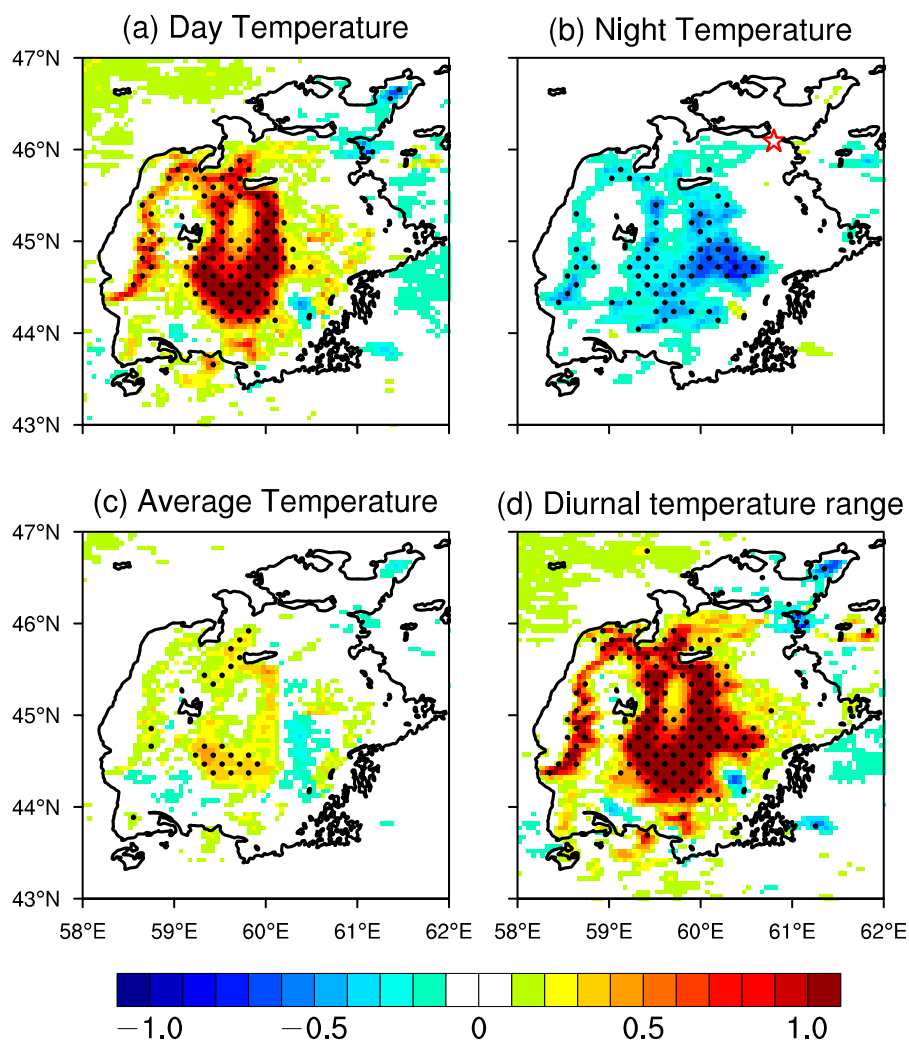 (a) Day Temperature
(b) Night Temperature
47°N
46°N
45°N
44°N
43°N
(c) Average Temperature
(d) Diurnal temperature range
47°N
46°N
45°N
44°N
43°N
58°E 59°E 60°E 61°E 62°E
58°E 59°E 60°E 61°E 62°E
−1.0 −0.5 0 0.5 1.0